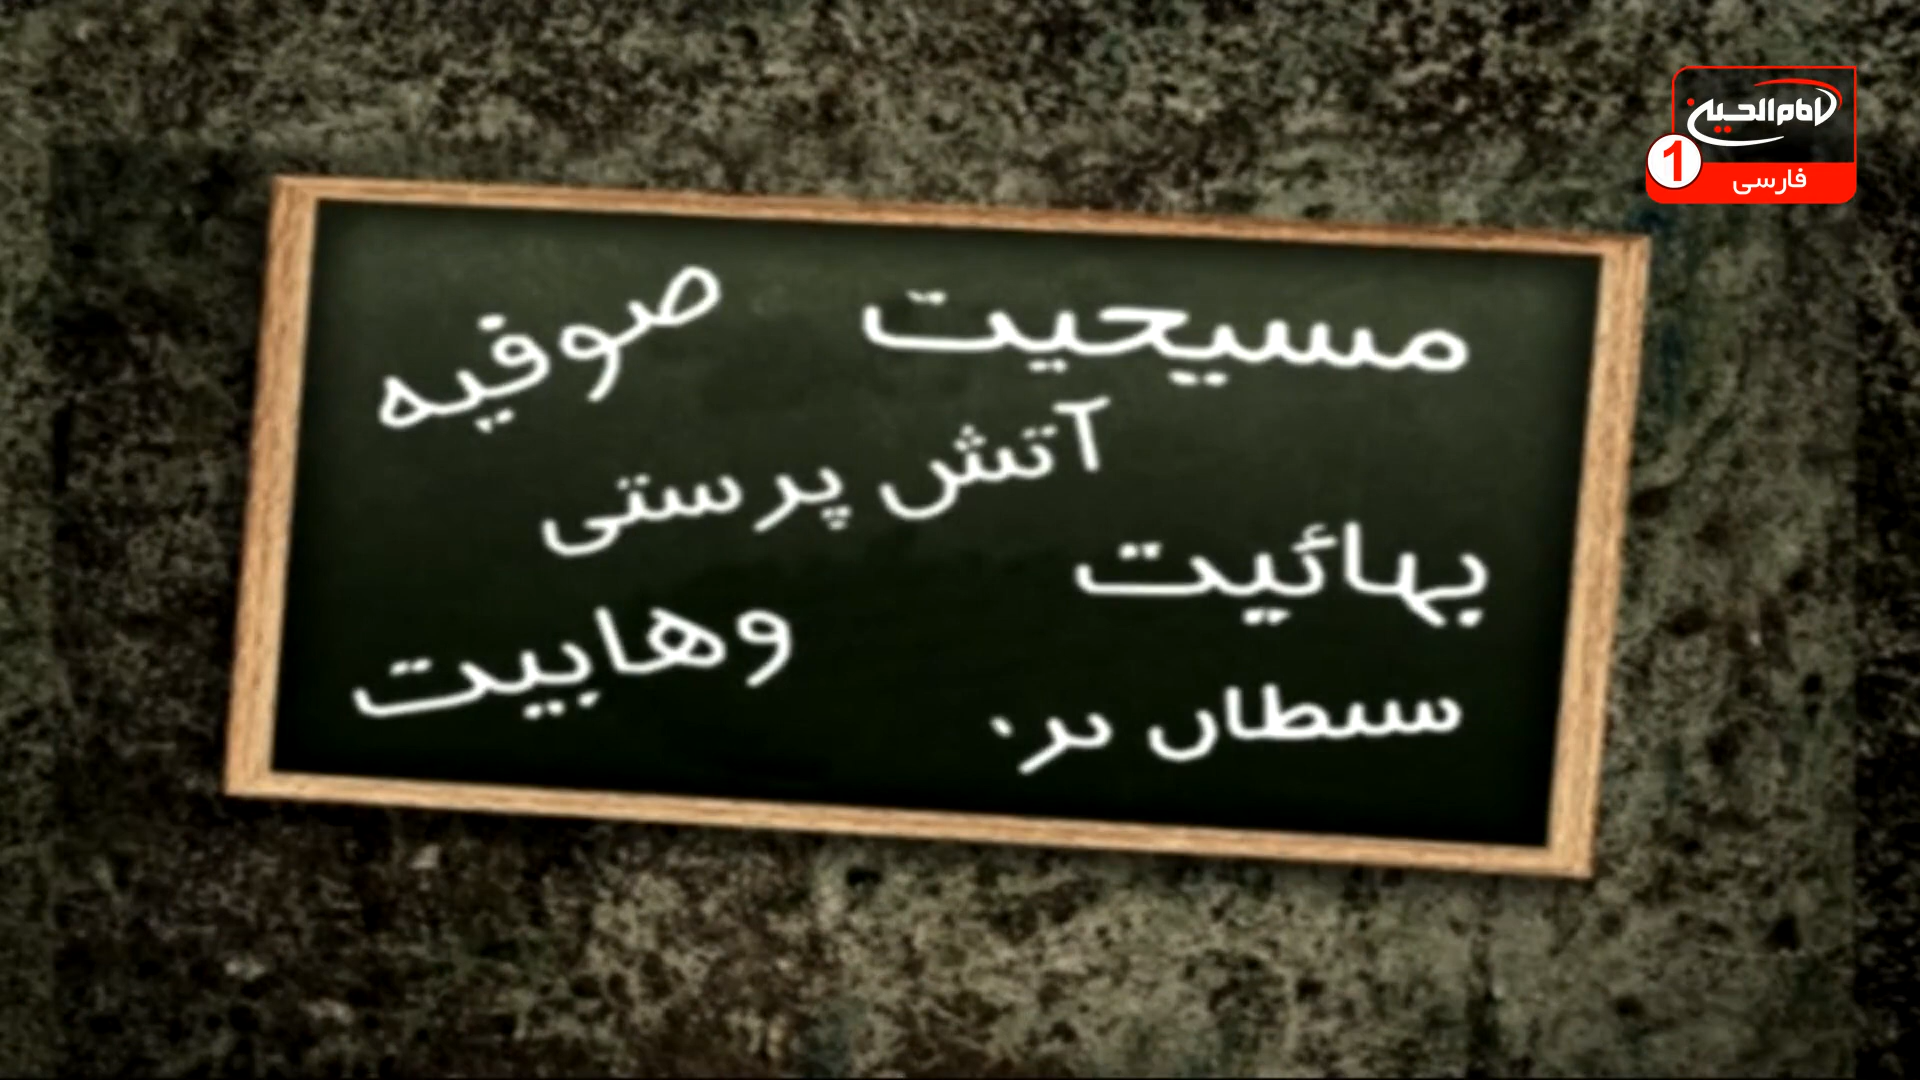 امام الحسین
1
فارسی
مسیحیت
صوفیه
آتش پرستی
بهائیت
وهابیت